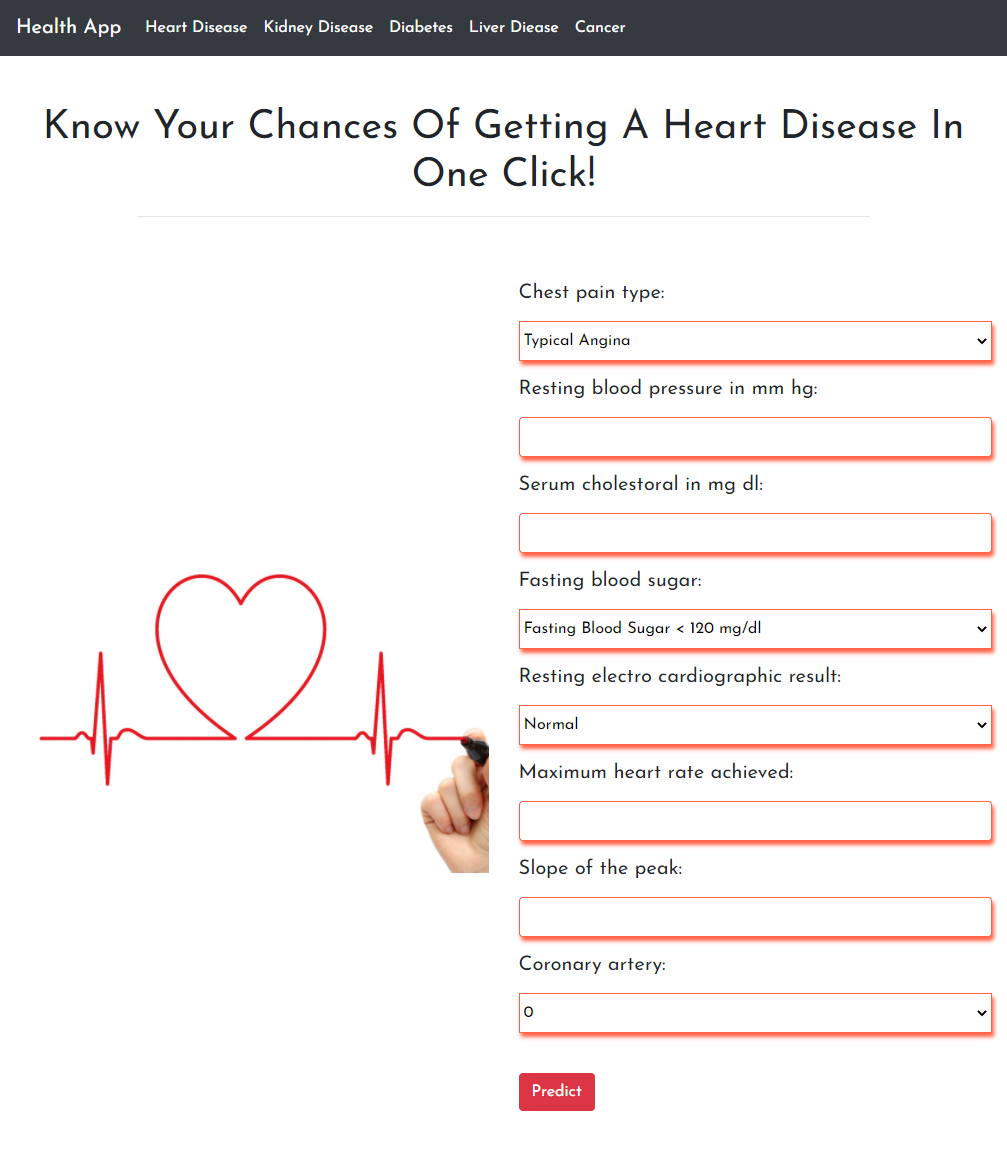 Health App Heart Disease Kidney Disease Diabetes Liver Diease Cancer
Know Your Chances Of Getting A Heart Disease In
One Click!
Chest pain type:
Typical Angina
Resting blood pressure in mm hg:
Serum cholestoral in mg dl:
Fasting blood sugar:
Fasting Blood Sugar < 120 mg/dl
Resting electro cardiographic result:
Normal
Maximum heart rate achieved:
Slope of the peak:
Coronary artery:
0
Predict